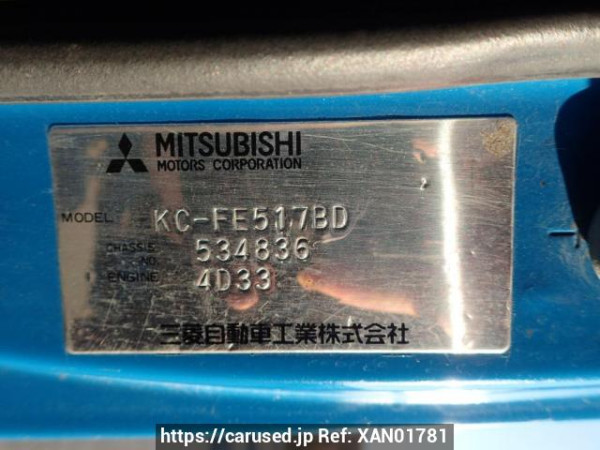 MITSUBISHI
MOTORS CORPORATION
MODEL KC-FE517BD
CHASSIS NO. 534836
ENGINE 4D33
三菱自動車工業株式会社
https://carused.jp Ref: XAN01781